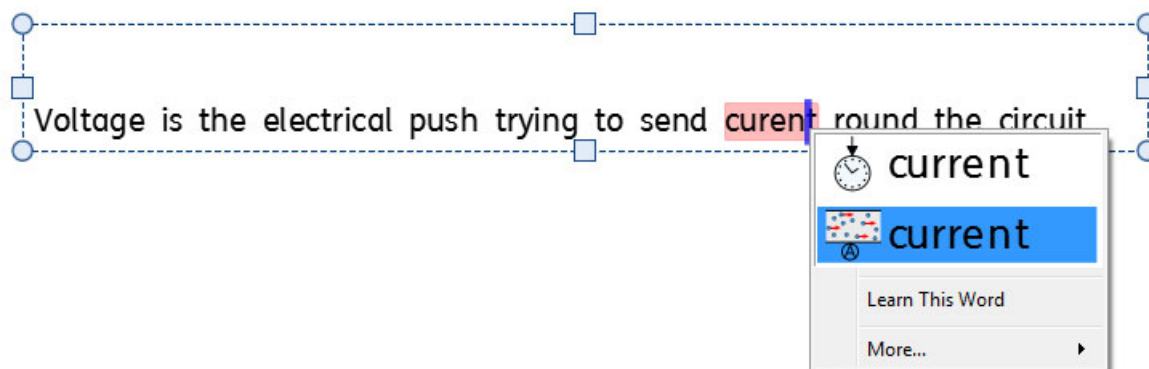 Voltage is the electrical push trying to send curent round the circuit
current
A current
Learn This Word
More...